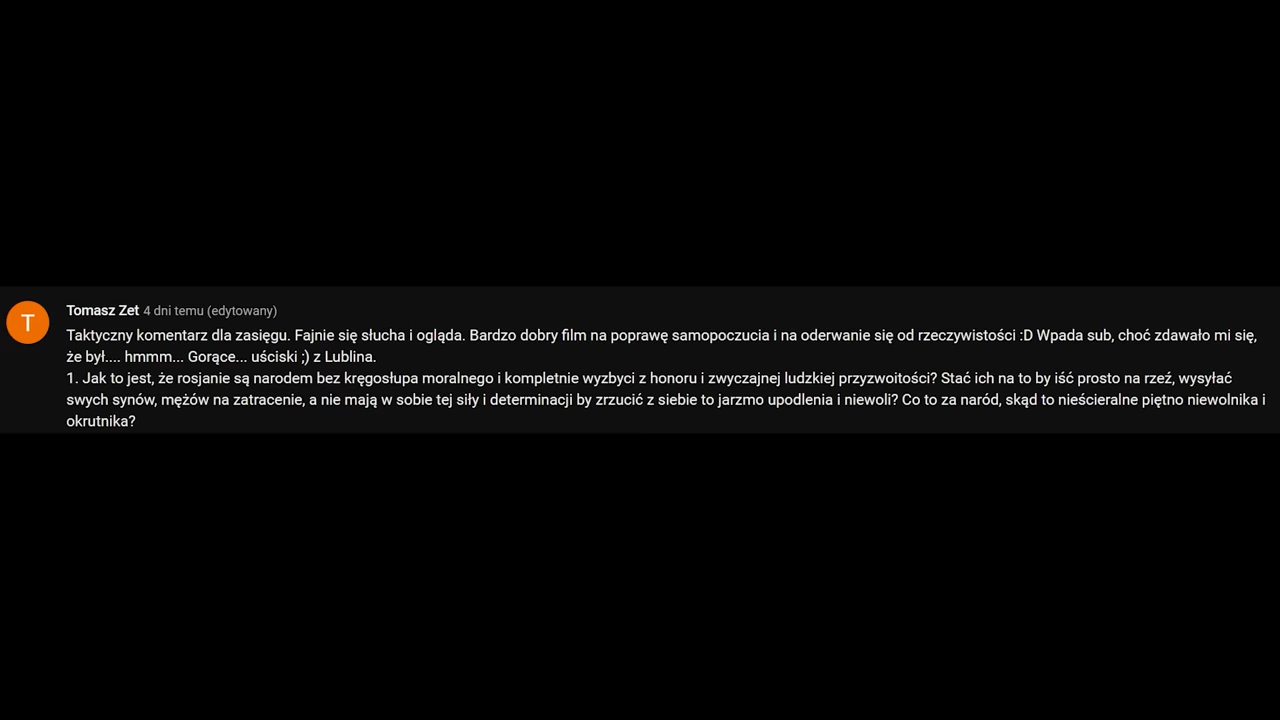 T
Tomasz Zet 4 dni temu (edytowany)
Taktyczny komentarz dla zasięgu. Fajnie się słucha i ogląda. Bardzo dobry film na poprawę samopoczucia i na oderwanie się od rzeczywistości :D Wpada sub, choć zdawało mi się,
że był.... hmmm... Gorące... uściski ;) z Lublina.
1. Jak to jest, że rosjanie są narodem bez kręgosłupa moralnego i kompletnie wyzbyci z honoru i zwyczajnej ludzkiej przyzwoitości? Stać ich na to by iść prosto na rzeź, wysyłać
swych synów, mężów na zatracenie, a nie mają w sobie tej siły i determinacji by zrzucić z siebie to jarzmo upodlenia i niewoli? Co to za naród, skąd to nieścieralne piętno niewolnika i
okrutnika?